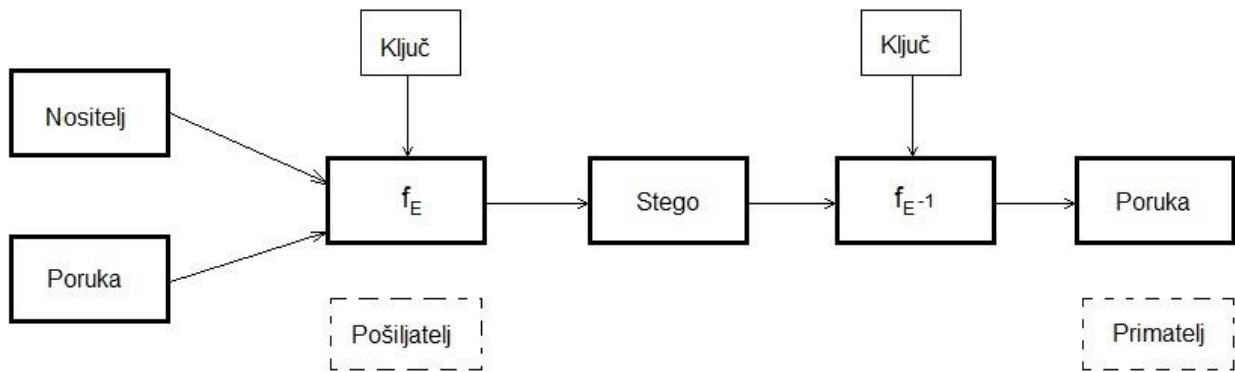 Ključ
Ključ
Nositelj
f_E
Stego
f_E-1
Poruka
Poruka
Pošiljatelj
Primatelj